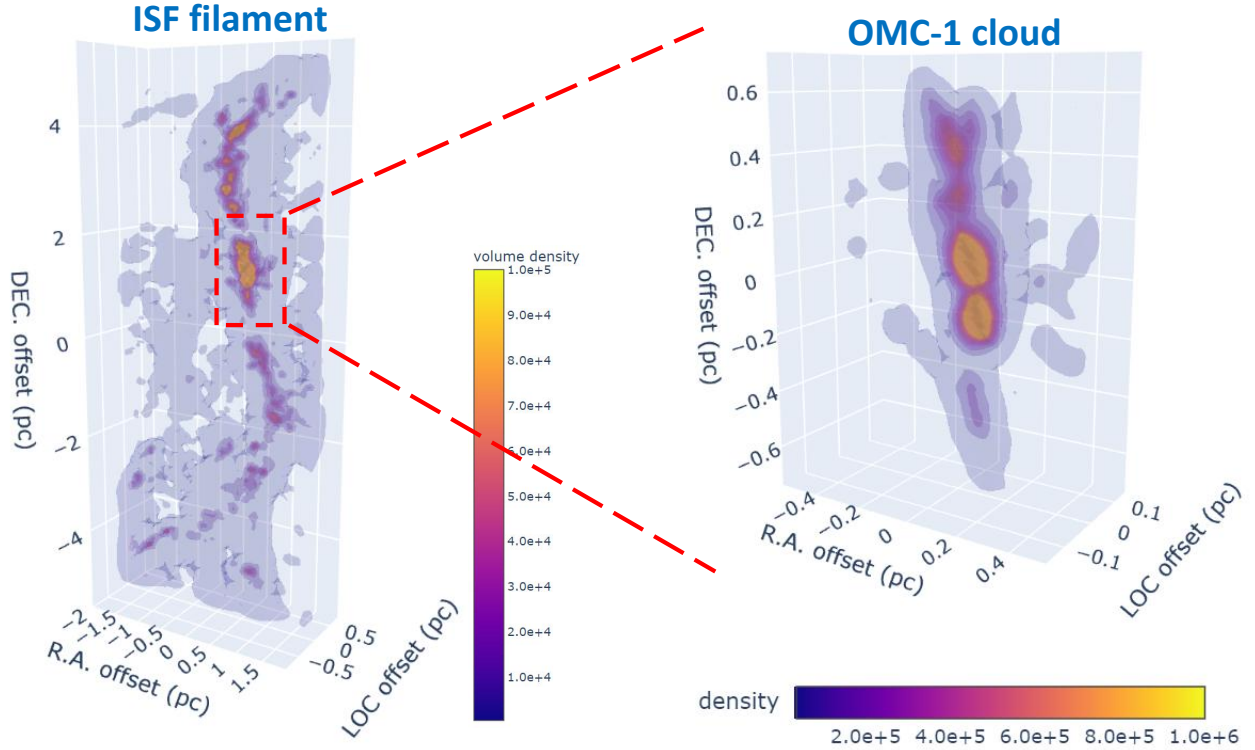 ISF filament
4
2
0
−2
−4
DEC. offset (pc)
−2
−1.5
−1
−0.5
0
0.5
1
1.5
R.A. offset (pc)
0.5
0
−0.5
LOC offset (pc)
volume density
1.0e+5
9.0e+4
8.0e+4
7.0e+4
6.0e+4
5.0e+4
4.0e+4
3.0e+4
2.0e+4
1.0e+4
OMC-1 cloud
0.6
0.4
0.2
0
−0.2
−0.4
−0.6
DEC. offset (pc)
−0.4
−0.2
0
0.2
0.4
R.A. offset (pc)
0.1
0
−0.1
LOC offset (pc)
density
2.0e+5 4.0e+5 6.0e+5 8.0e+5 1.0e+6